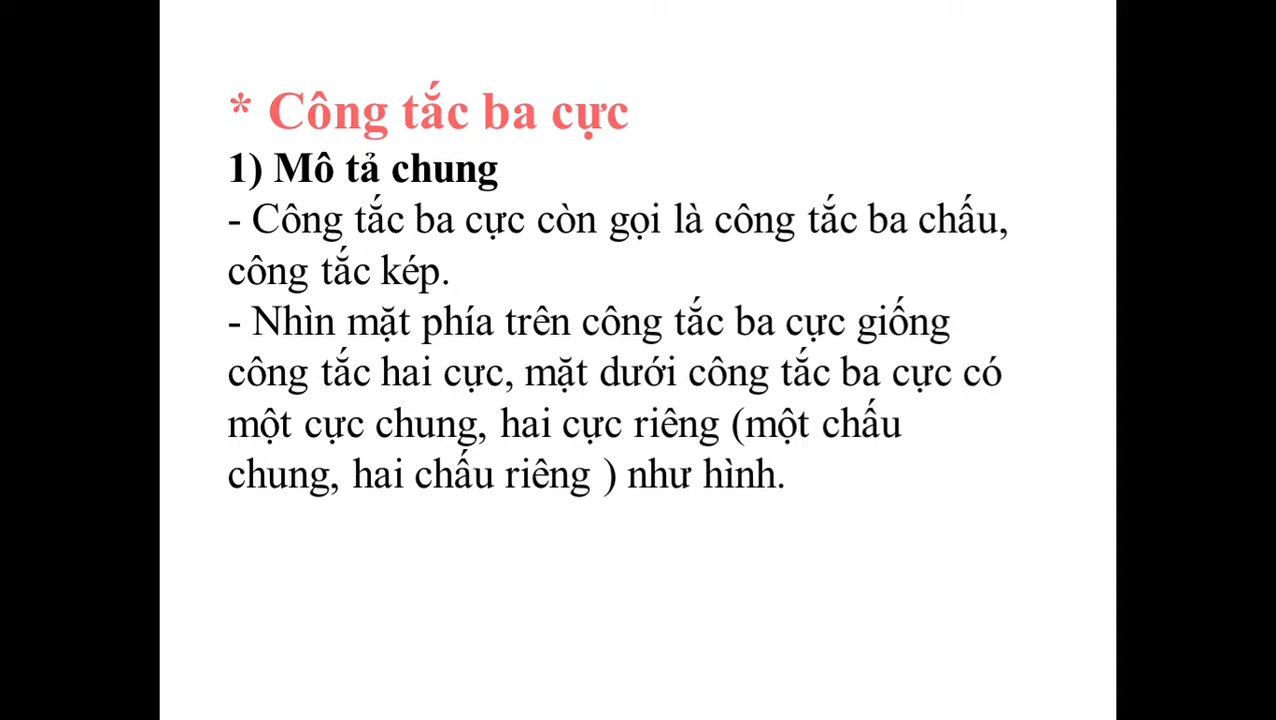 * Công tắc ba cực
1) Mô tả chung
- Công tắc ba cực còn gọi là công tắc ba chấu,
công tắc kép.
- Nhìn mặt phía trên công tắc ba cực giống
công tắc hai cực, mặt dưới công tắc ba cực có
một cực chung, hai cực riêng (một chấu
chung, hai chấu riêng ) như hình.